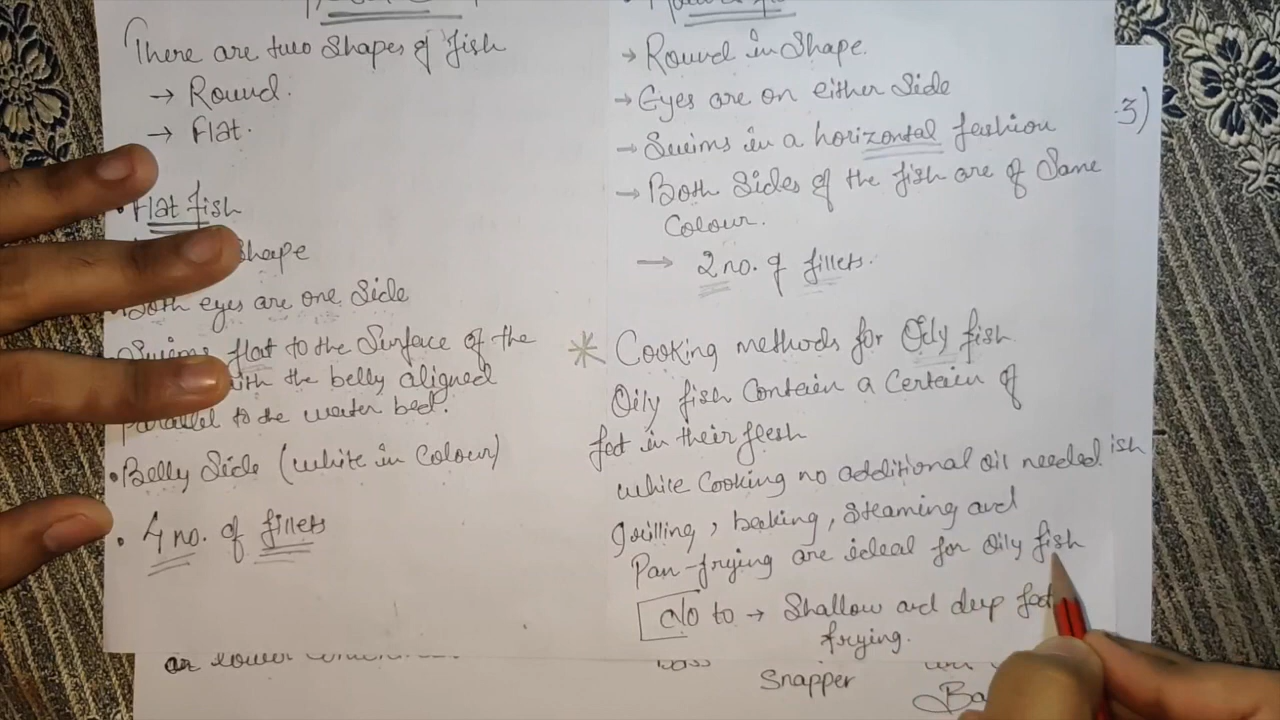 There are two Shapes of fish
→ Round.
→ Flat.
• Flat fish
Shape
Both eyes are one Side
Swims flat to the Surface of the
with the belly aligned
Parallel to the water bed.
• Belly Side (white in Colour)
• 4 no. of fillets
→ Round in Shape.
→ Eyes are on either Side
→ Swims in a horizontal fashion
→ Both Sides of the fish are of Same
Colour.
→ 2 no. of fillets.
Cooking methods for Oily fish
Oily fish Contain a Certain of
fat in their flesh
while Cooking no additional oil needed ish
grilling, baking, Steaming and
Pan-frying are ideal for Oily fish
to → Shallow and deep fat
frying.
3)
Snapper
Ba